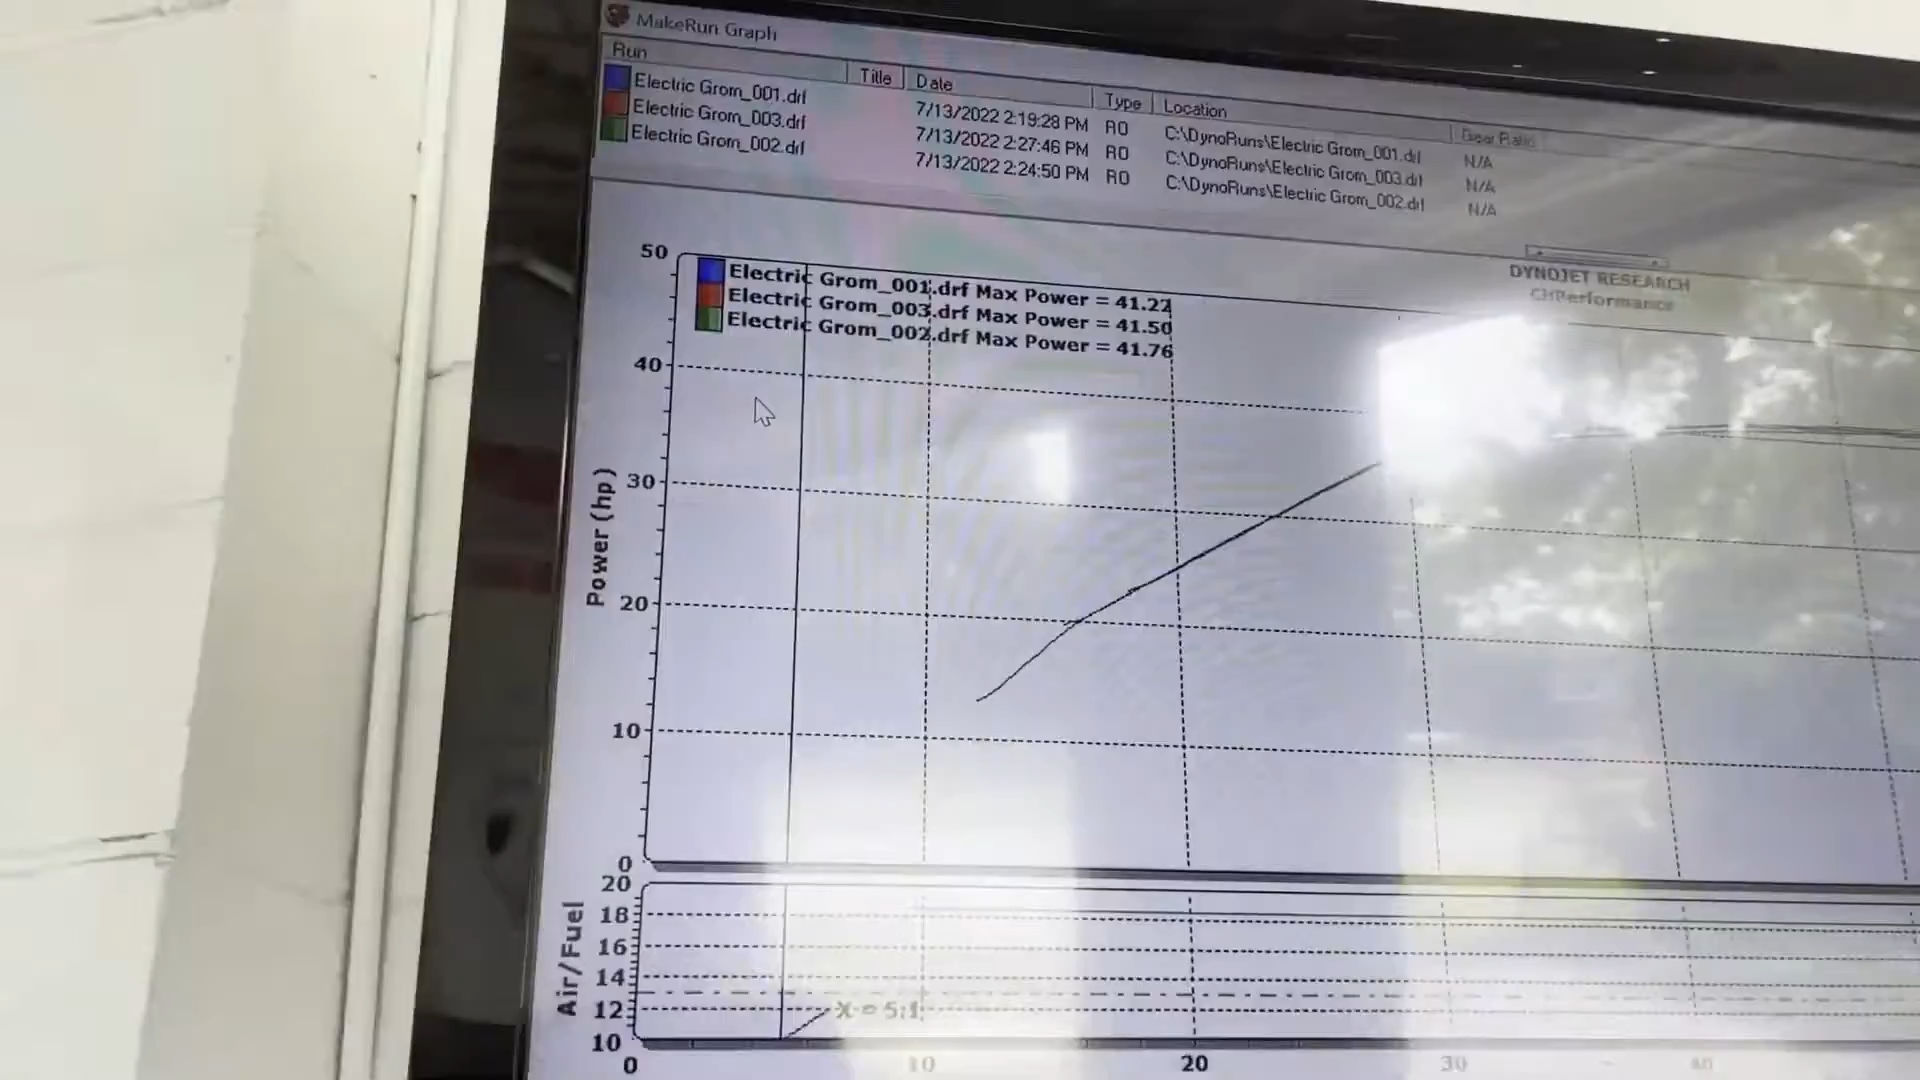 MakeRun Graph
Run Title Date Type Location Gear Ratio
Electric Grom_001.drf 7/13/2022 2:19:28 PM RO C:\DynoRuns\Electric Grom_001.drf N/A
Electric Grom_003.drf 7/13/2022 2:27:46 PM RO C:\DynoRuns\Electric Grom_003.drf N/A
Electric Grom_002.drf 7/13/2022 2:24:50 PM RO C:\DynoRuns\Electric Grom_002.drf N/A
DYNOJET RESEARCH
CHPerformance
Electric Grom_001.drf Max Power = 41.22
Electric Grom_003.drf Max Power = 41.50
Electric Grom_002.drf Max Power = 41.76
50
40
30
20
10
0
Power (hp)
20
18
16
14
12
10
Air/Fuel
X = 5.1
0 10 20 30 40